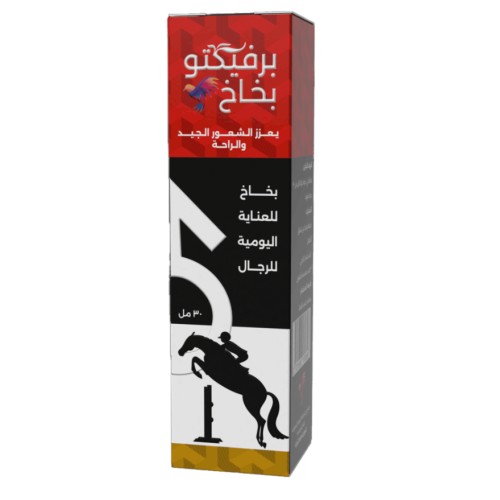 برفيكتو
بخاخ
يعزز الشعور الجيد
والراحة
بخاخ
للعناية
اليومية
للرجال
٣٠ مل